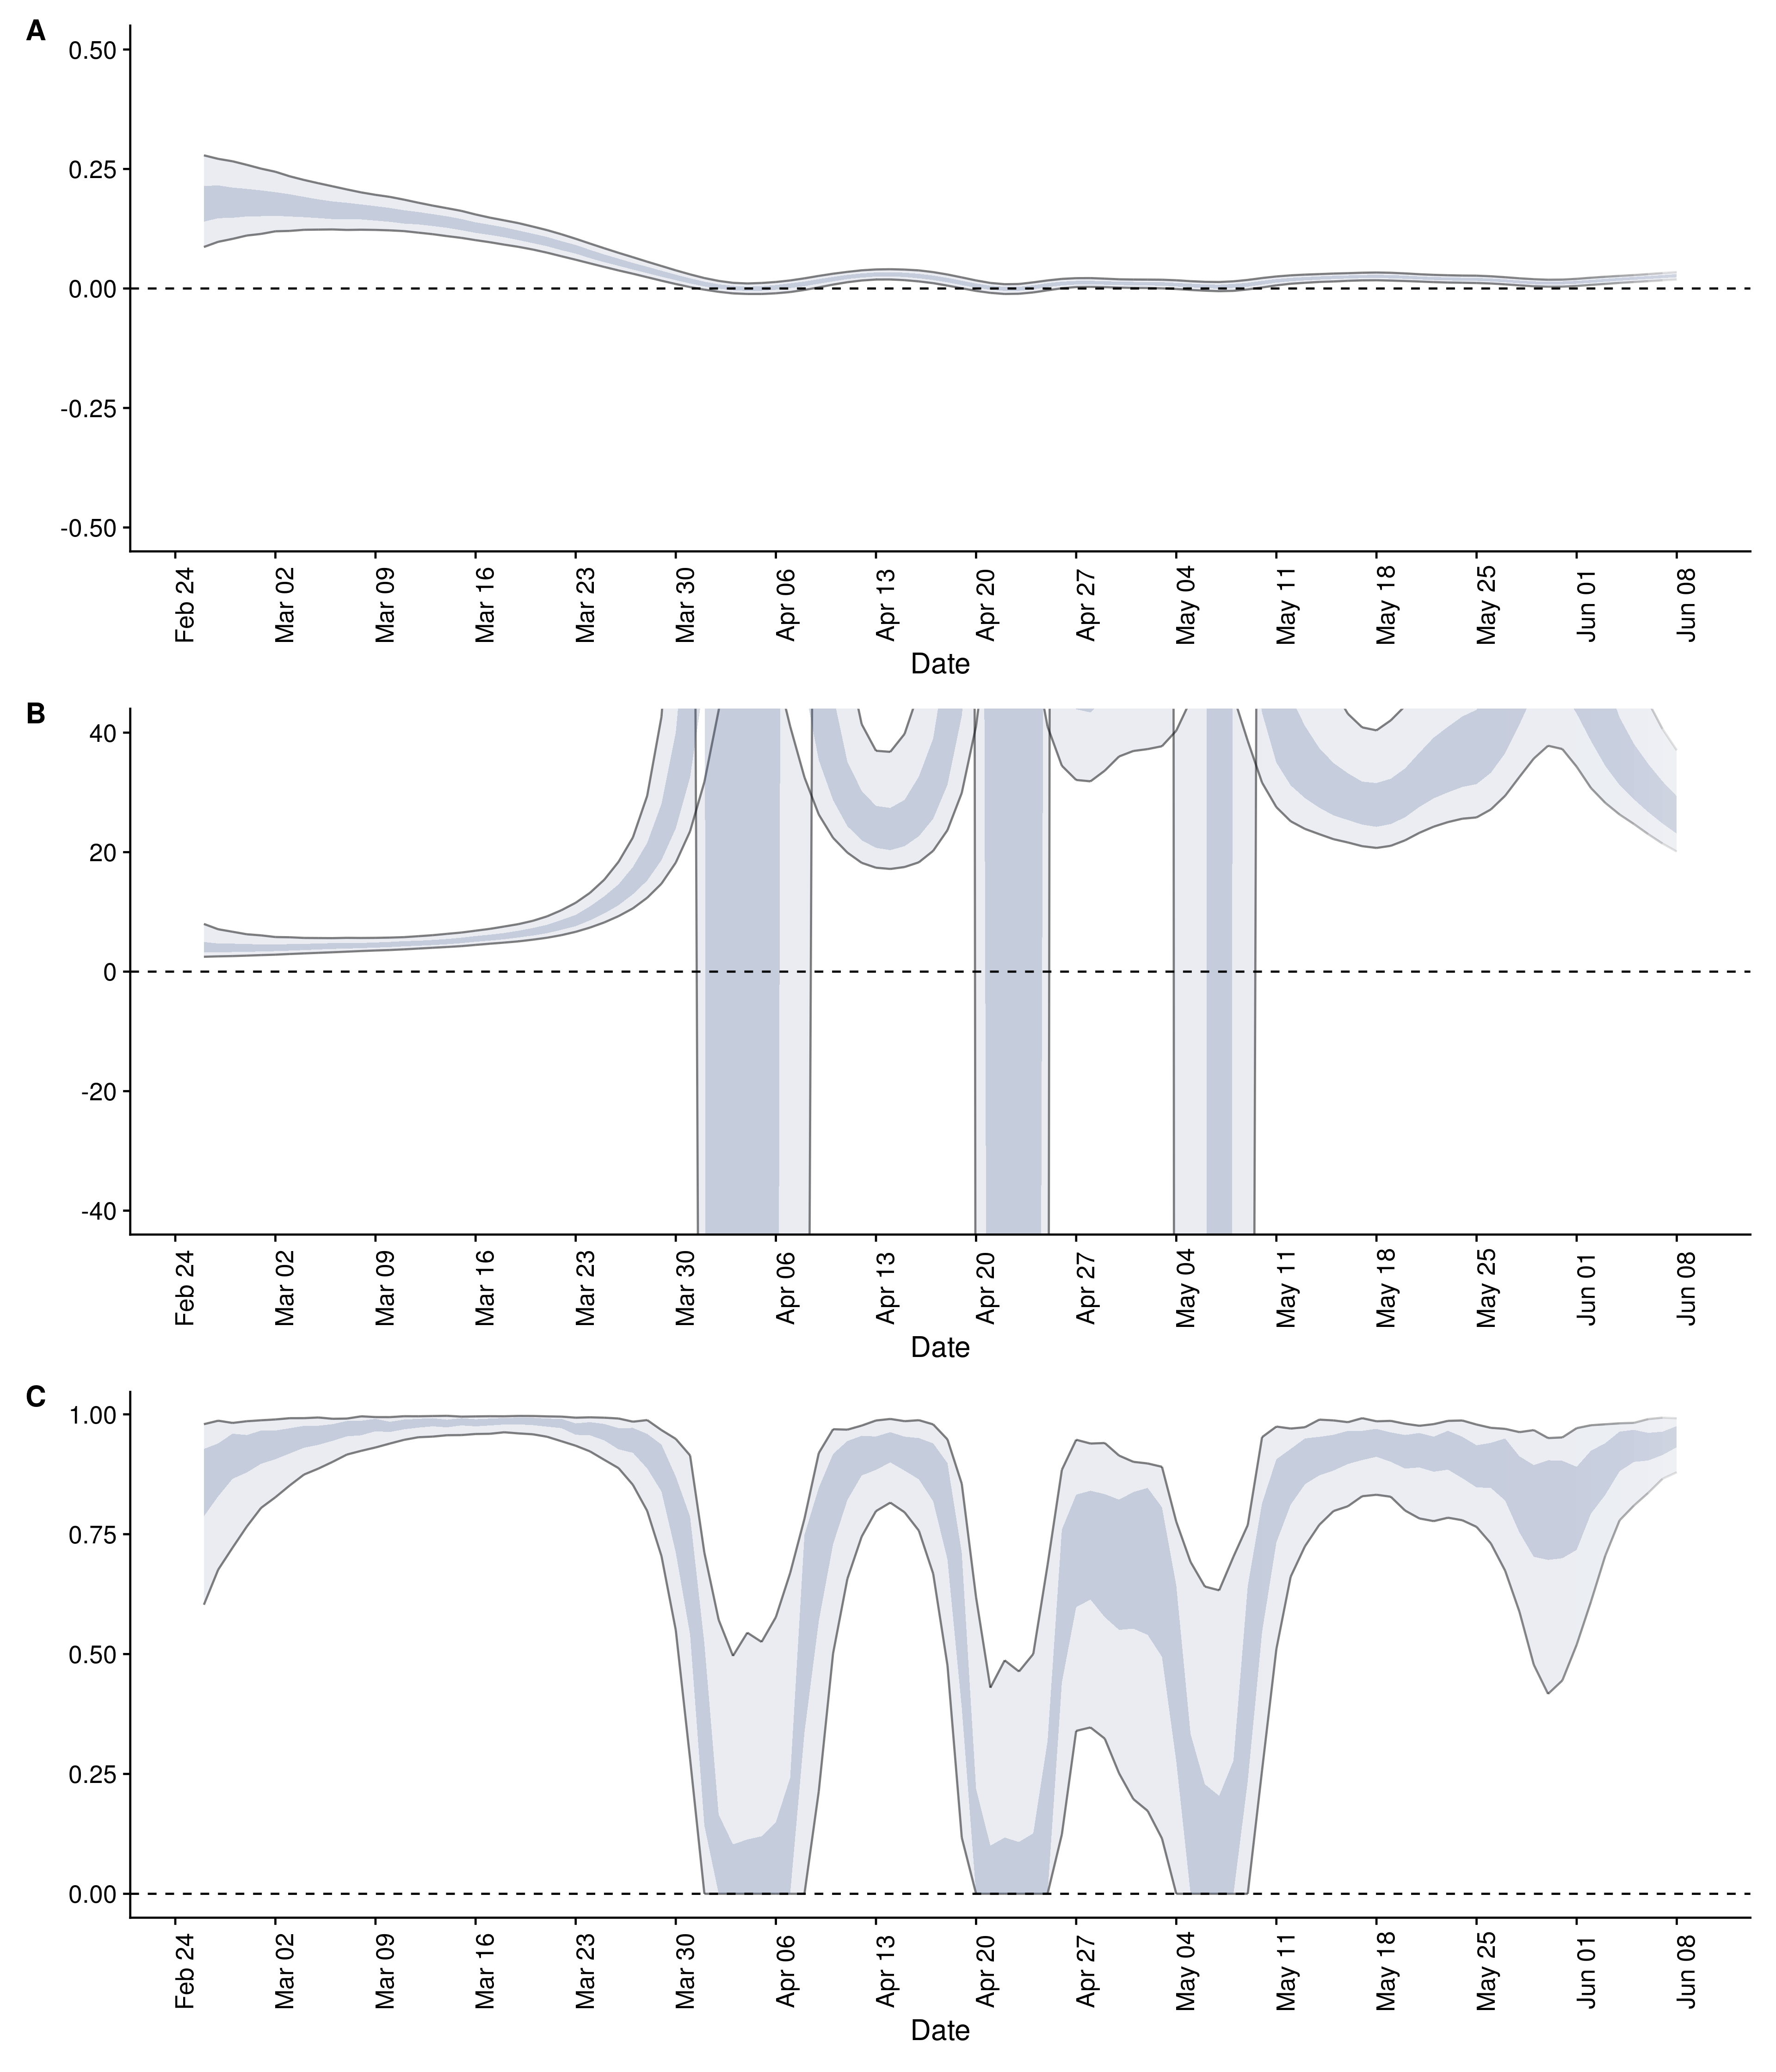 A
0.50
0.25
0.00
-0.25
-0.50
Feb 24
Mar 02
Mar 09
Mar 16
Mar 23
Mar 30
Apr 06
Apr 13
Apr 20
Apr 27
May 04
May 11
May 18
May 25
Jun 01
Jun 08
Date
B
40
20
0
-20
-40
Feb 24
Mar 02
Mar 09
Mar 16
Mar 23
Mar 30
Apr 06
Apr 13
Apr 20
Apr 27
May 04
May 11
May 18
May 25
Jun 01
Jun 08
Date
C
1.00
0.75
0.50
0.25
0.00
Feb 24
Mar 02
Mar 09
Mar 16
Mar 23
Mar 30
Apr 06
Apr 13
Apr 20
Apr 27
May 04
May 11
May 18
May 25
Jun 01
Jun 08
Date